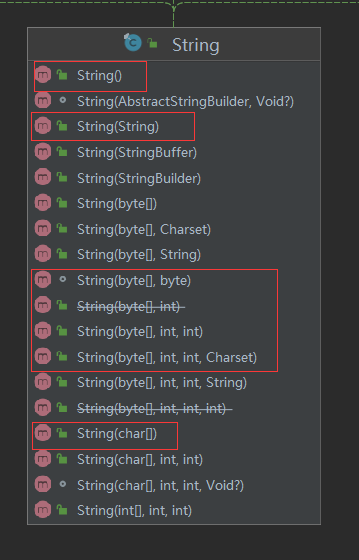 String
String()
String(AbstractStringBuilder, Void?)
String(String)
String(StringBuffer)
String(StringBuilder)
String(byte[])
String(byte[], Charset)
String(byte[], String)
String(byte[], byte)
String(byte[], int)
String(byte[], int, int)
String(byte[], int, int, Charset)
String(byte[], int, int, String)
String(byte[], int, int, int)
String(char[])
String(char[], int, int)
String(char[], int, int, Void?)
String(int[], int, int)